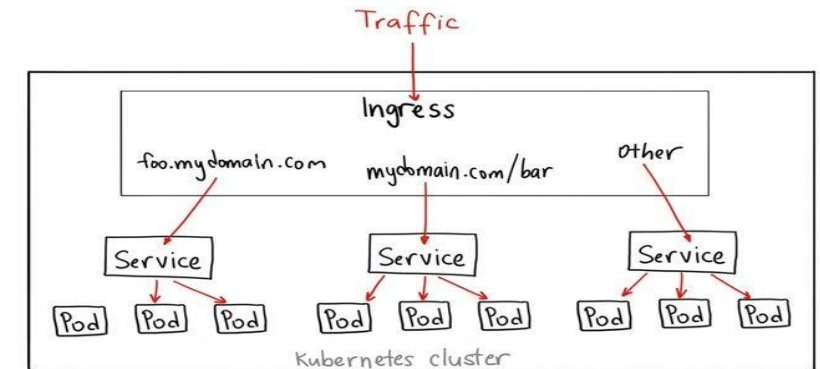 Traffic
Ingress
foo.mydomain.com
mydomain.com/bar
Other
Service
Service
Service
Pod
Pod
Pod
Pod
Pod
Pod
Pod
Pod
Pod
Kubernetes cluster